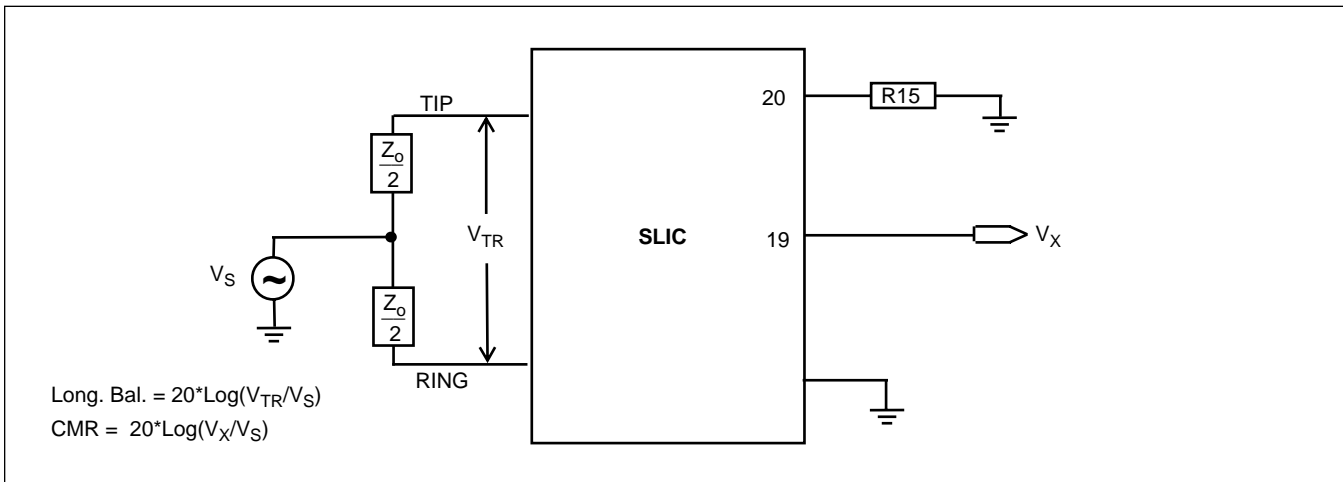 TIP
20
R15
Zo
2
VTR
SLIC
19
VX
VS
Zo
2
RING
Long. Bal. = 20*Log(VTR/VS)
CMR = 20*Log(VX/VS)